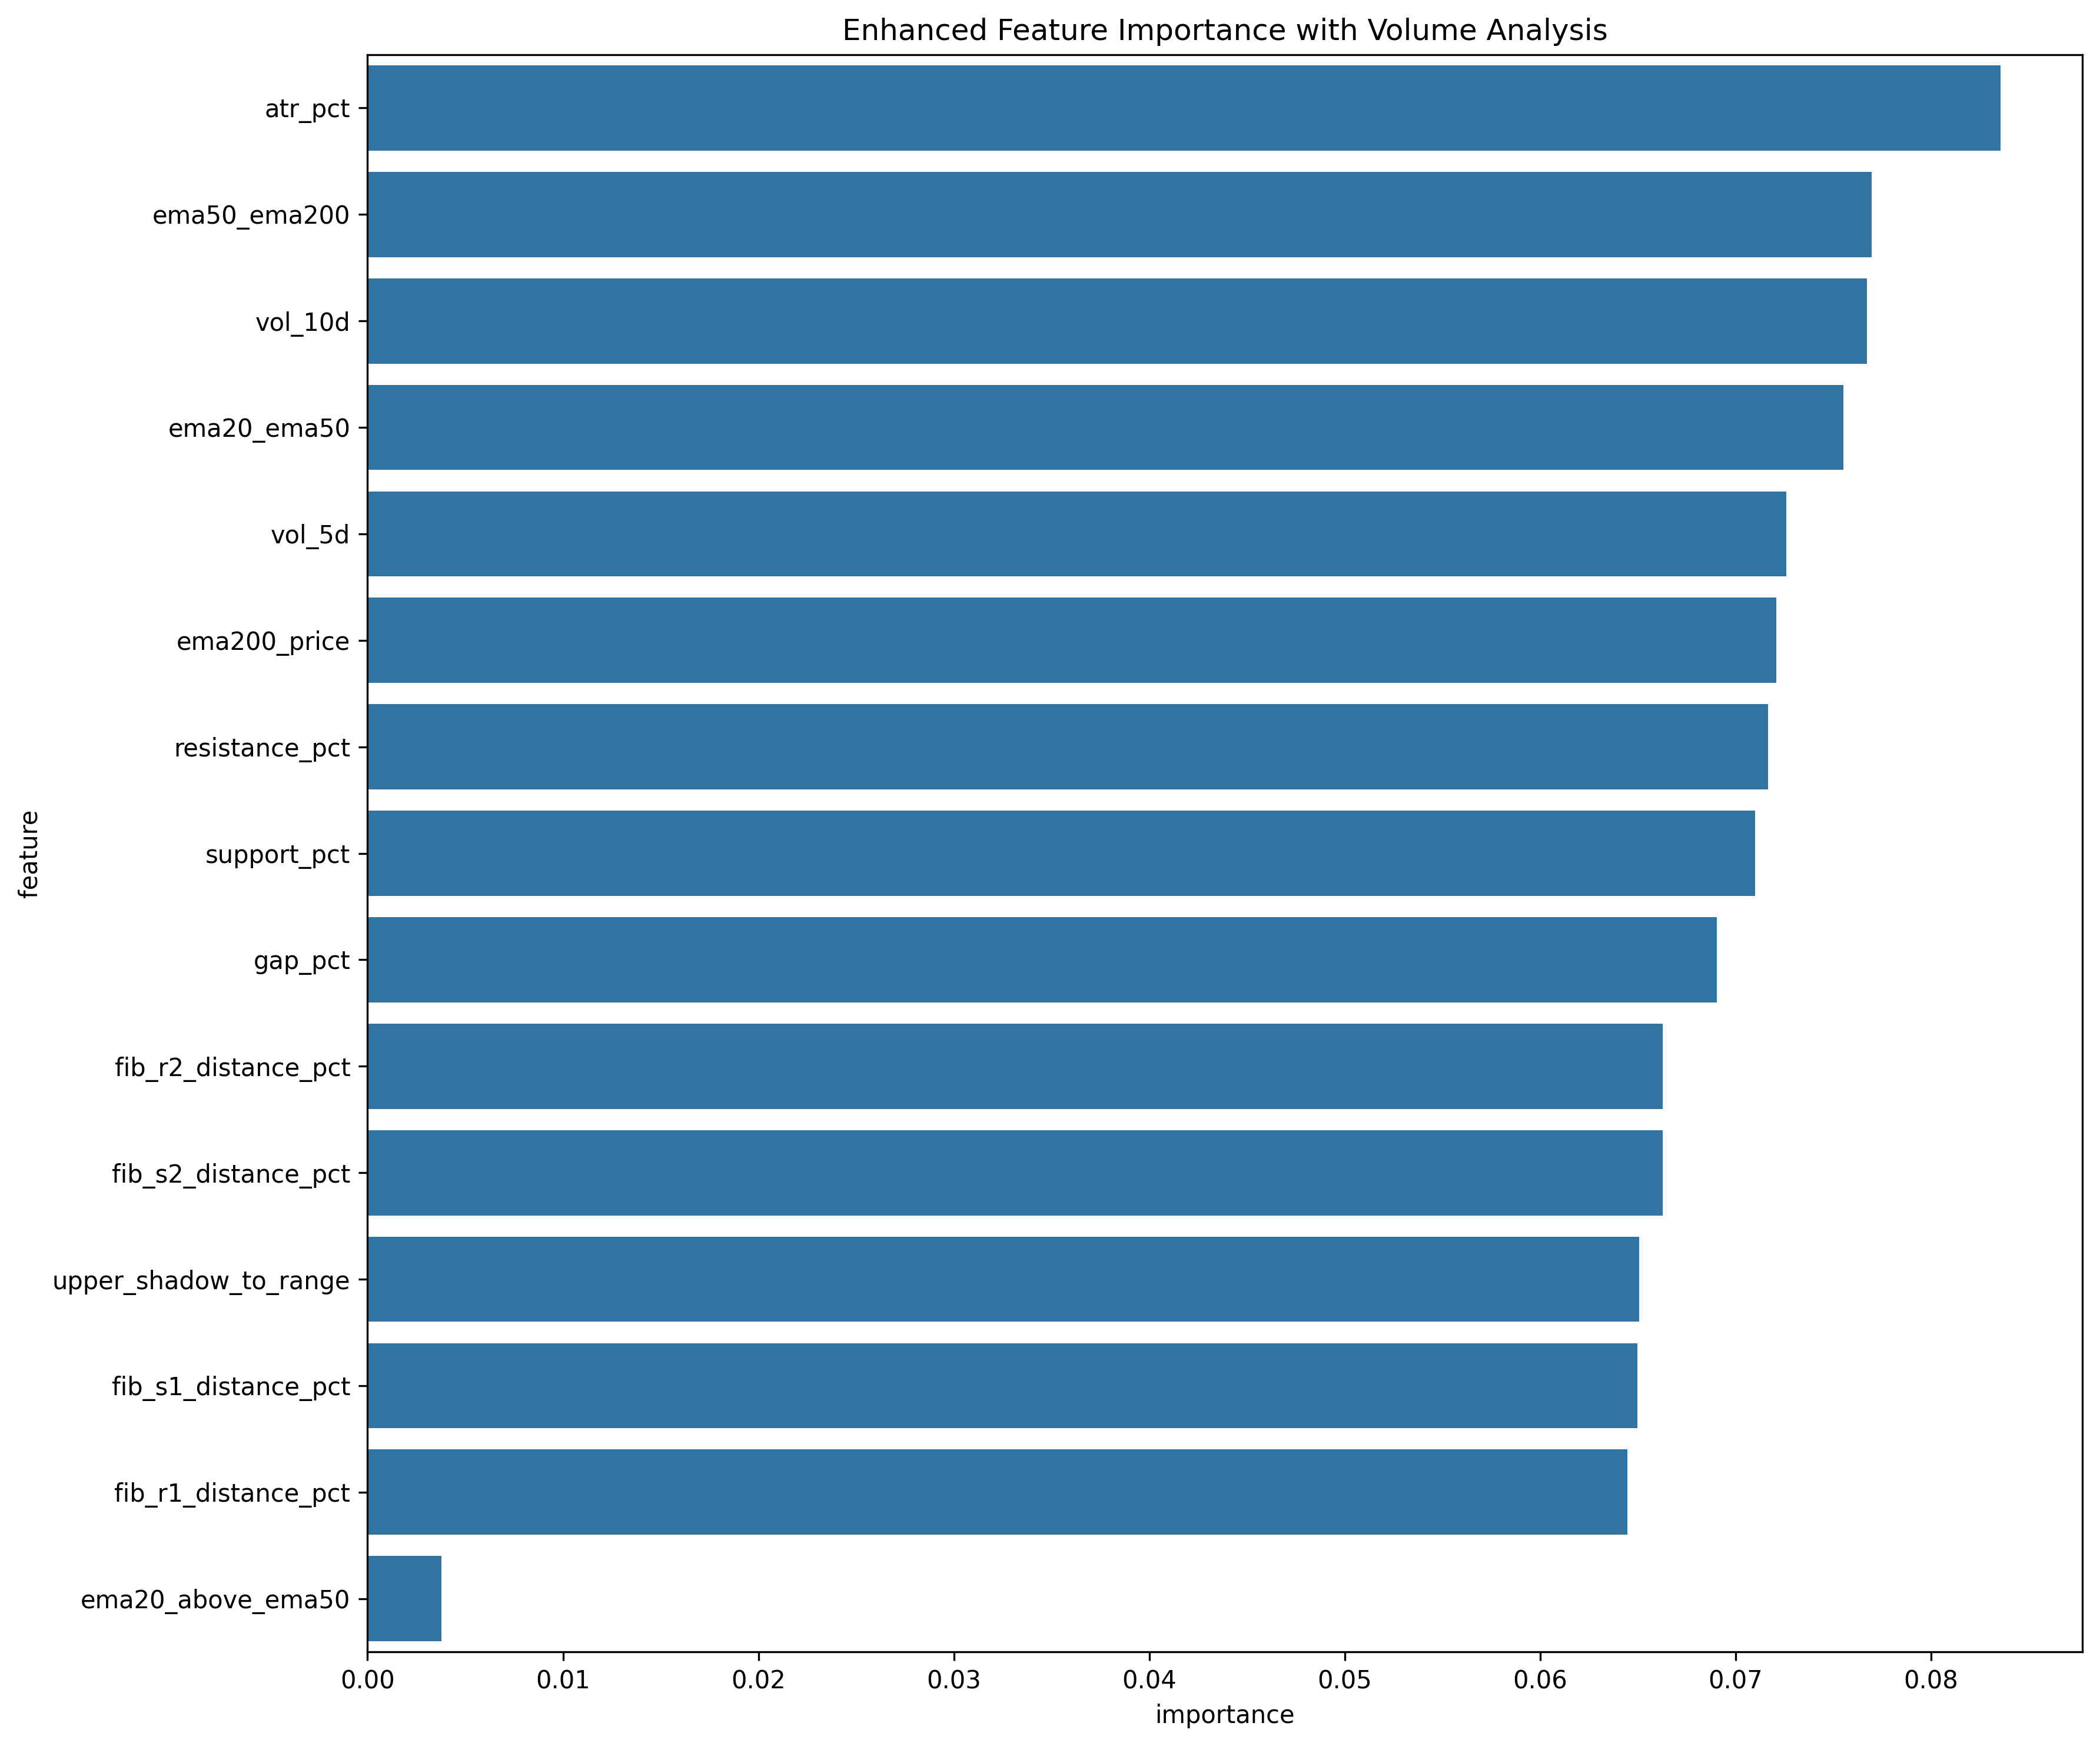 Enhanced Feature Importance with Volume Analysis
atr_pct
ema50_ema200
vol_10d
ema20_ema50
vol_5d
ema200_price
resistance_pct
support_pct
gap_pct
fib_r2_distance_pct
fib_s2_distance_pct
upper_shadow_to_range
fib_s1_distance_pct
fib_r1_distance_pct
ema20_above_ema50
feature
0.00 0.01 0.02 0.03 0.04 0.05 0.06 0.07 0.08
importance